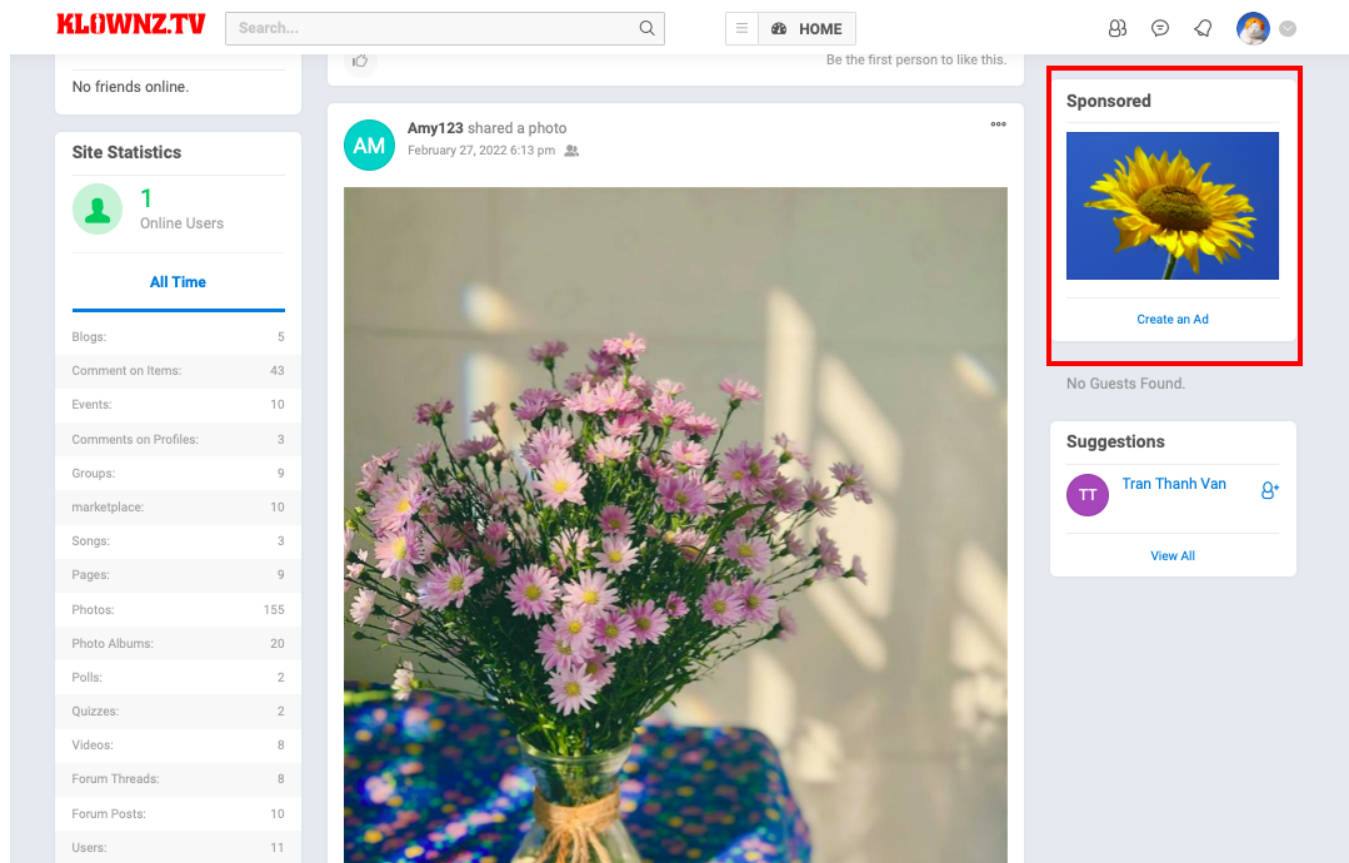 KLOWNZ.TV
Search...
HOME
No friends online.
Site Statistics
1
Online Users
All Time
Blogs: 5
Comment on Items: 43
Events: 10
Comments on Profiles: 3
Groups: 9
marketplace: 10
Songs: 3
Pages: 9
Photos: 155
Photo Albums: 20
Polls: 2
Quizzes: 2
Videos: 8
Forum Threads: 8
Forum Posts: 10
Users: 11
Be the first person to like this.
AM
Amy123 shared a photo
February 27, 2022 6:13 pm
Sponsored
Create an Ad
No Guests Found.
Suggestions
TT
Tran Thanh Van
View All